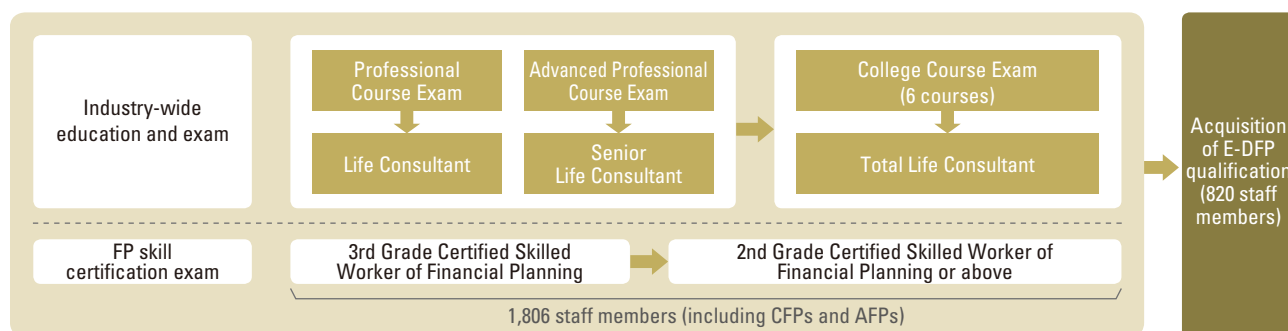 Industry-wide
education and exam
Professional
Course Exam
Life Consultant
Advanced Professional
Course Exam
Senior
Life Consultant
College Course Exam
(6 courses)
Total Life Consultant
Acquisition
of E-DFP
qualification
(820 staff
members)
FP skill
certification exam
3rd Grade Certified Skilled
Worker of Financial Planning
2nd Grade Certified Skilled Worker of
Financial Planning or above
1,806 staff members (including CFPs and AFPs)